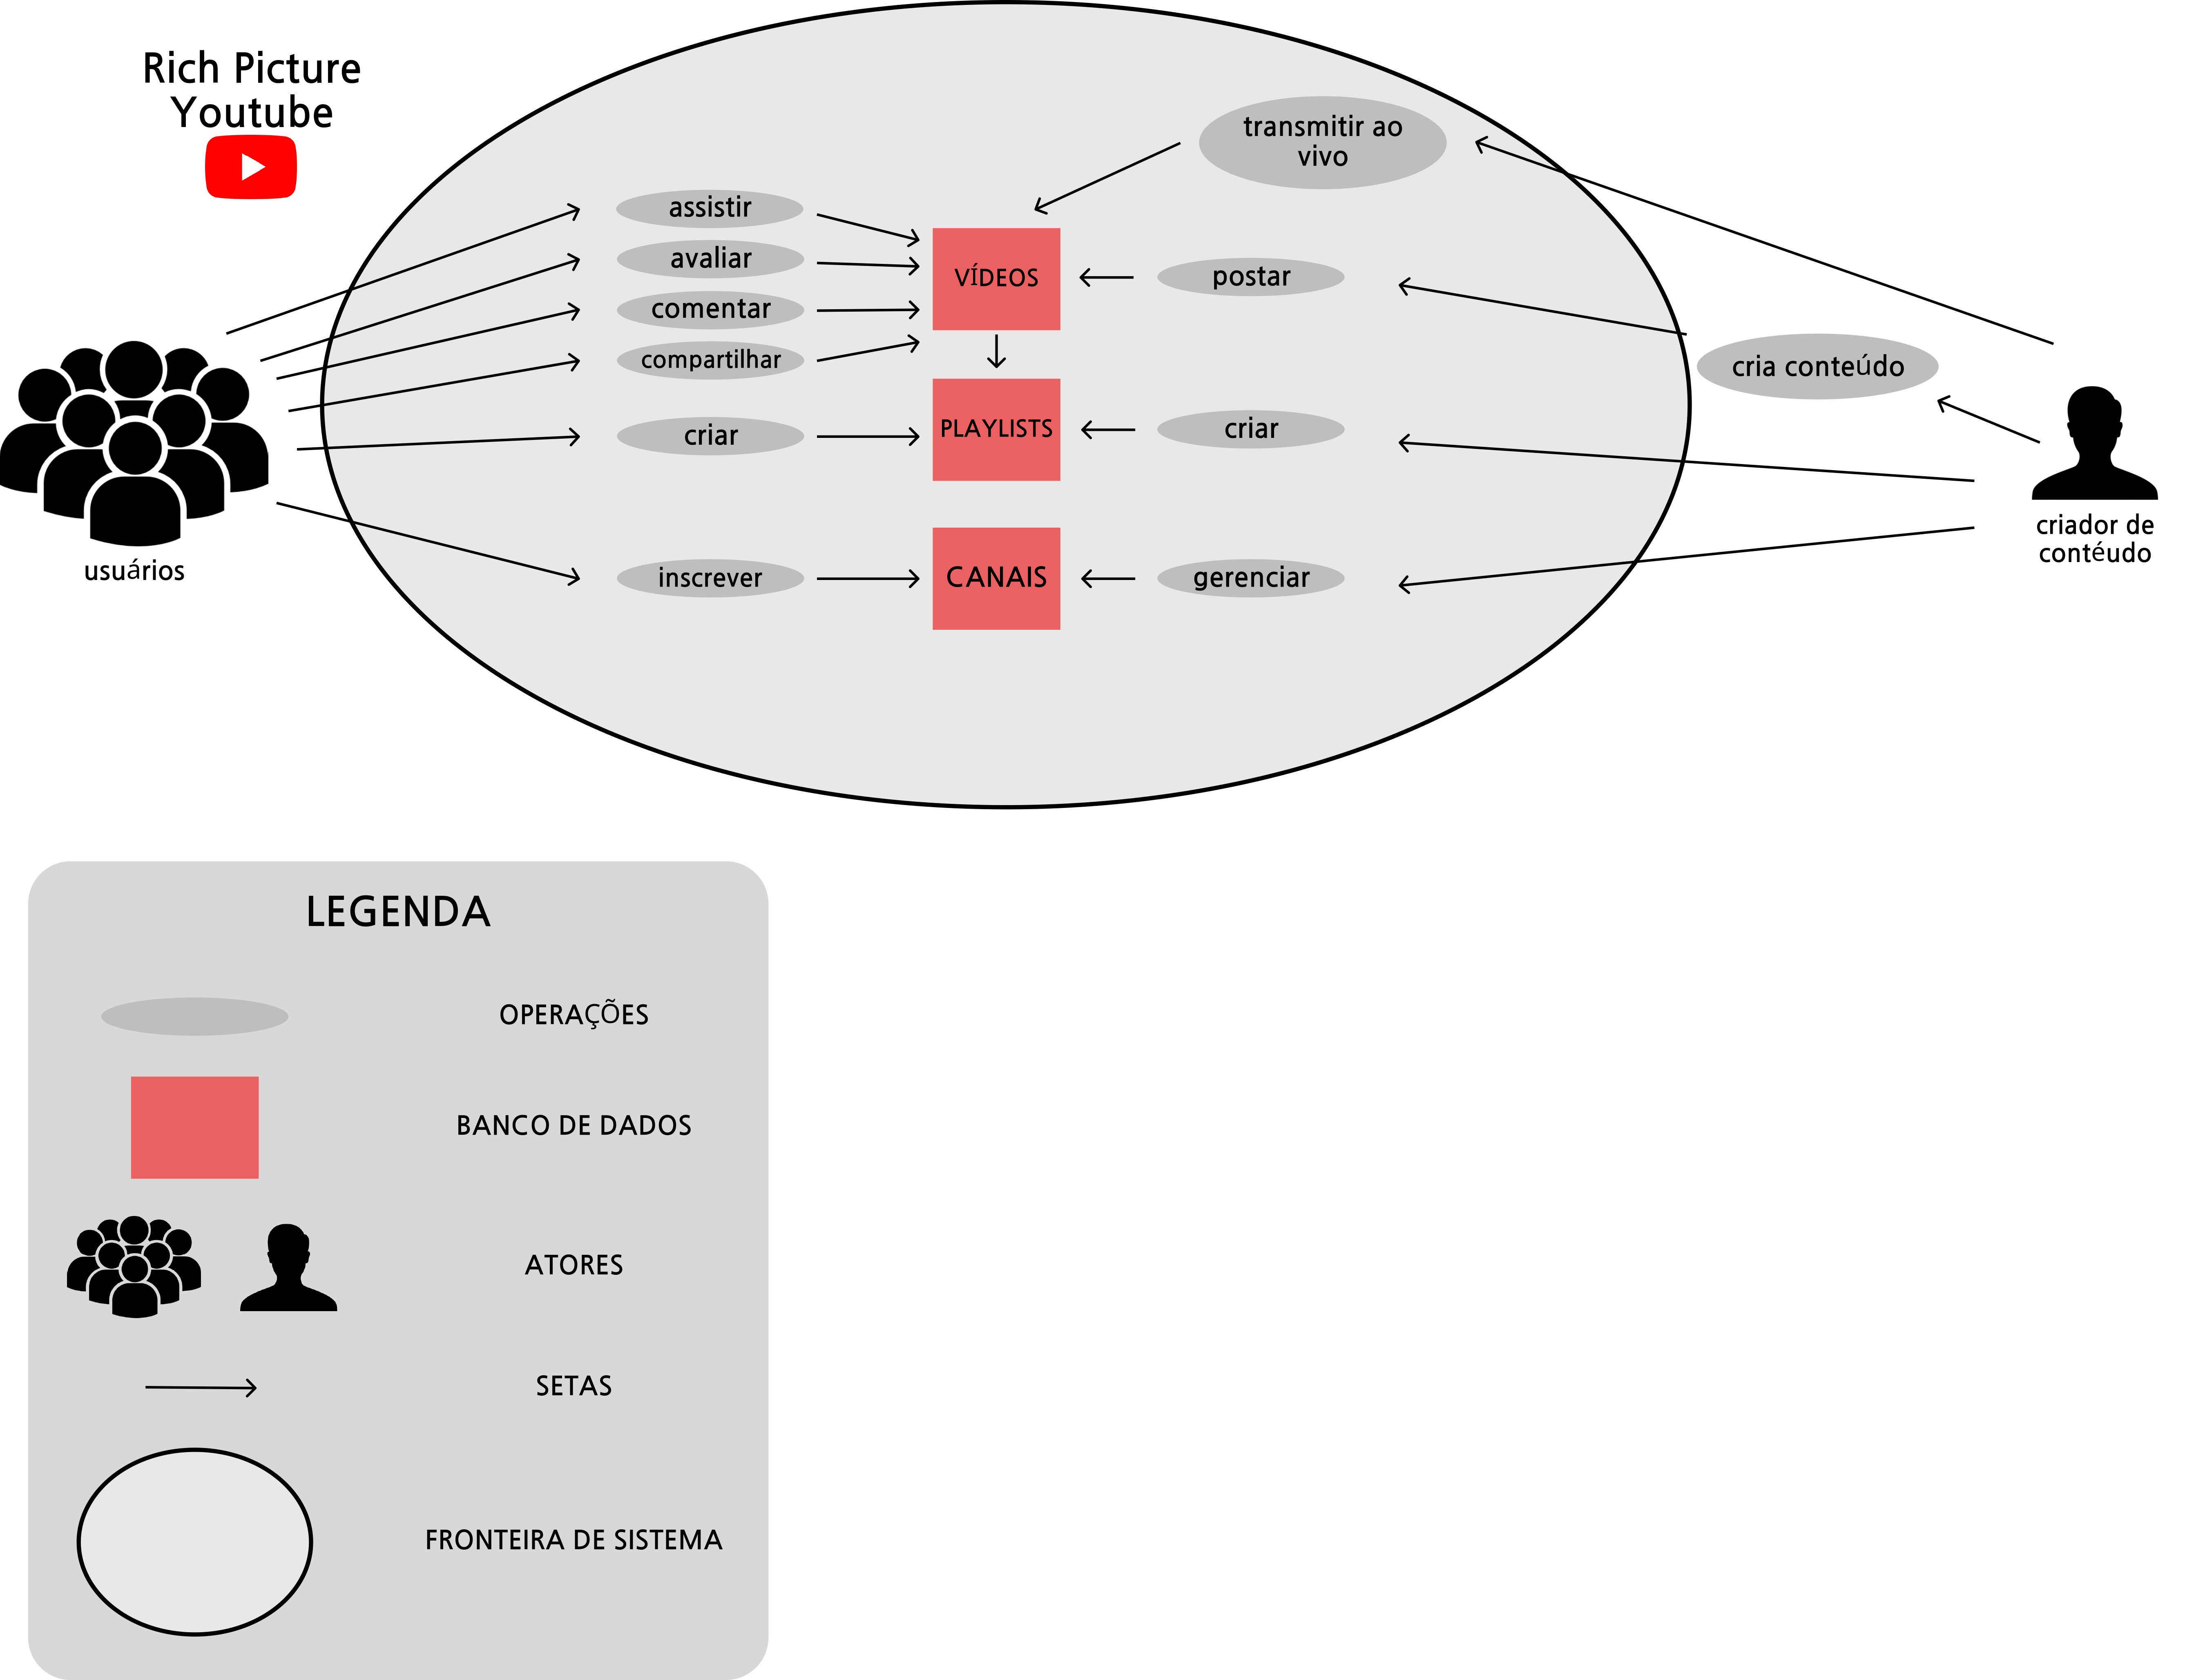 Rich Picture
Youtube
transmitir ao
vivo
assistir
avaliar
comentar
compartilhar
criar
inscrever
VÍDEOS
PLAYLISTS
CANAIS
postar
criar
gerenciar
cria conteúdo
usuários
criador de
contéudo
LEGENDA
OPERAÇÕES
BANCO DE DADOS
ATORES
SETAS
FRONTEIRA DE SISTEMA